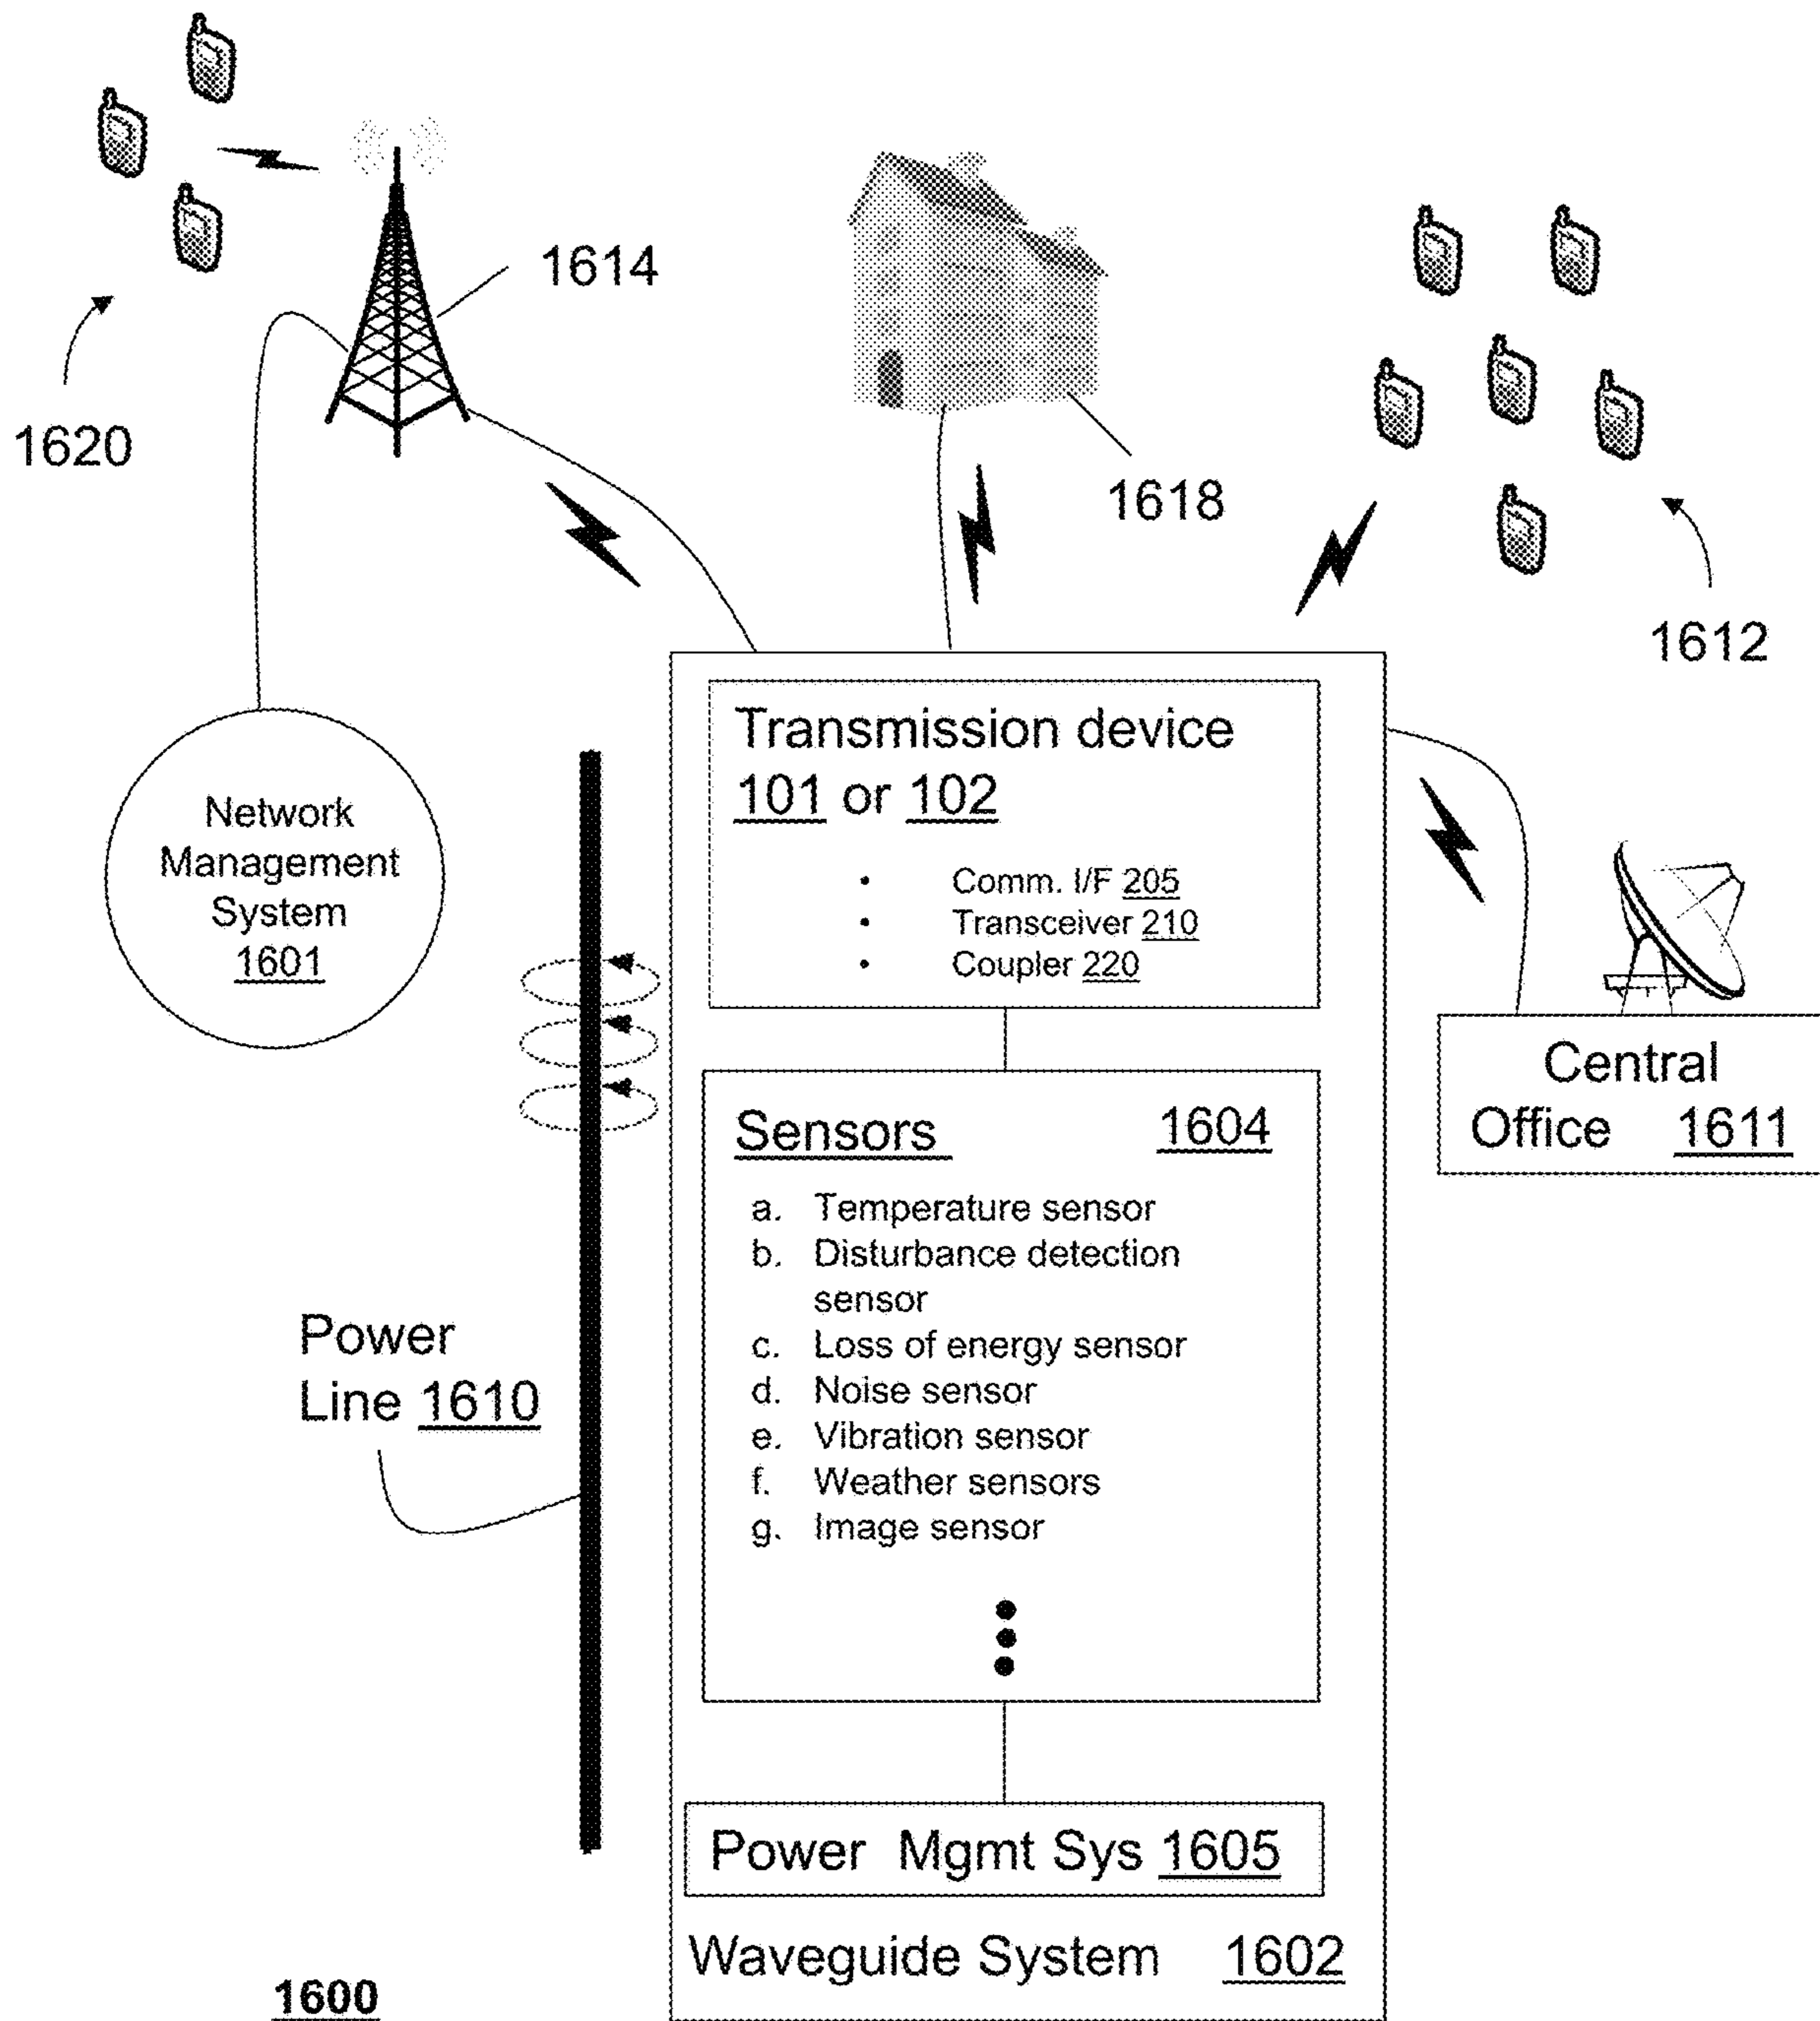 1614
1620
1618
1612
Network
Management
System
1601
Transmission device
101 or 102
• Comm. I/F 205
• Transceiver 210
• Coupler 220
Central
Office 1611
Sensors 1604
a. Temperature sensor
b. Disturbance detection
sensor
c. Loss of energy sensor
d. Noise sensor
e. Vibration sensor
f. Weather sensors
g. Image sensor
Power
Line 1610
Power Mgmt Sys 1605
Waveguide System 1602
1600